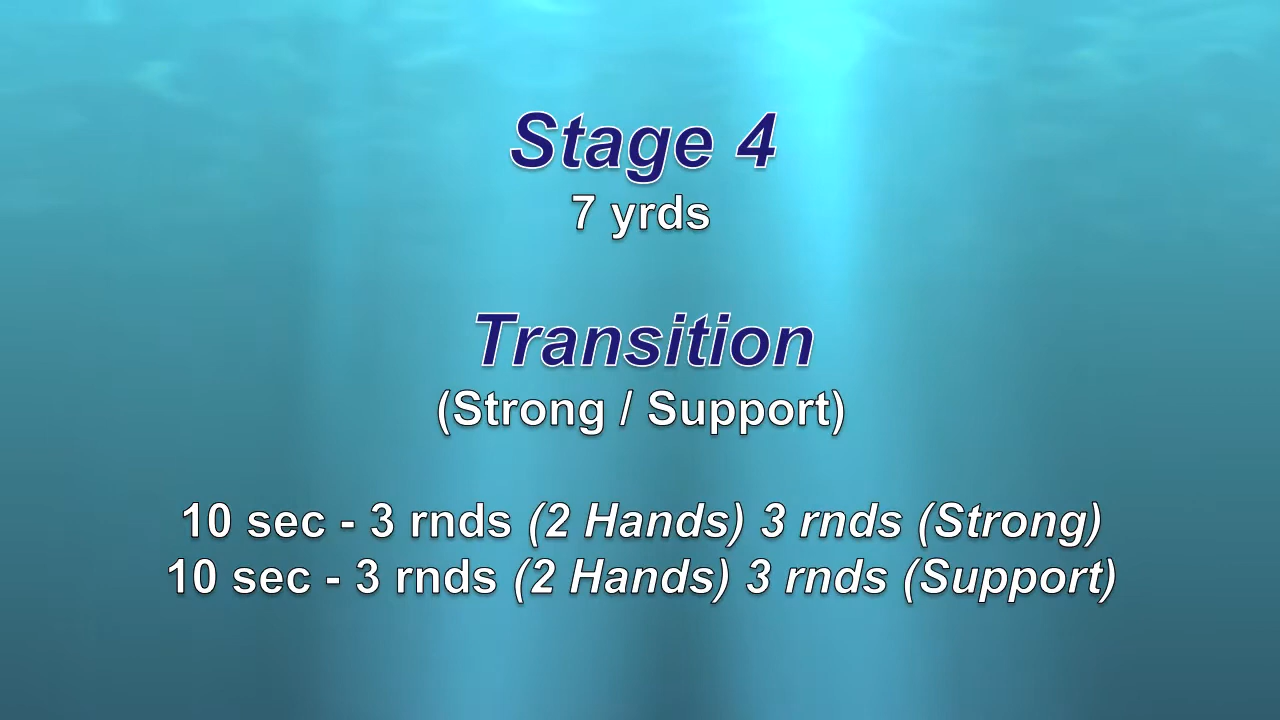 Stage 4
7 yrds
Transition
(Strong / Support)
10 sec - 3 rnds (2 Hands) 3 rnds (Strong)
10 sec - 3 rnds (2 Hands) 3 rnds (Support)